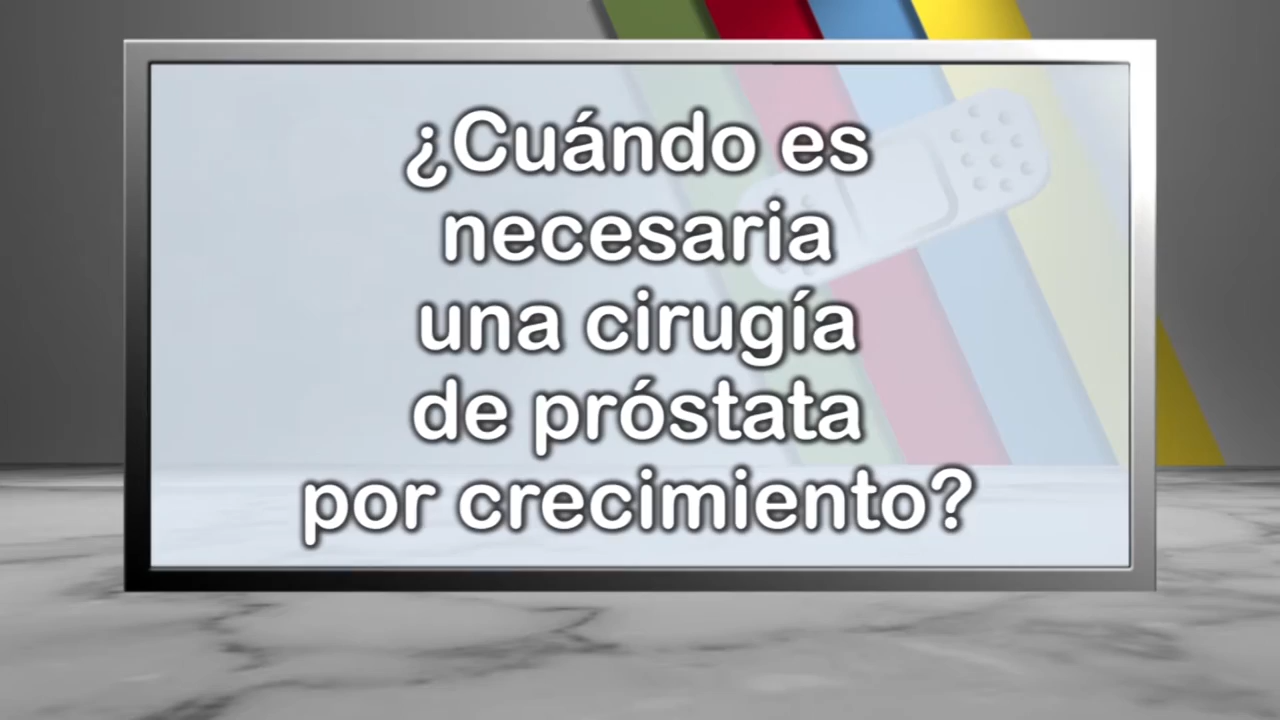 ¿Cuándo es
necesaria
una cirugía
de próstata
por crecimiento?